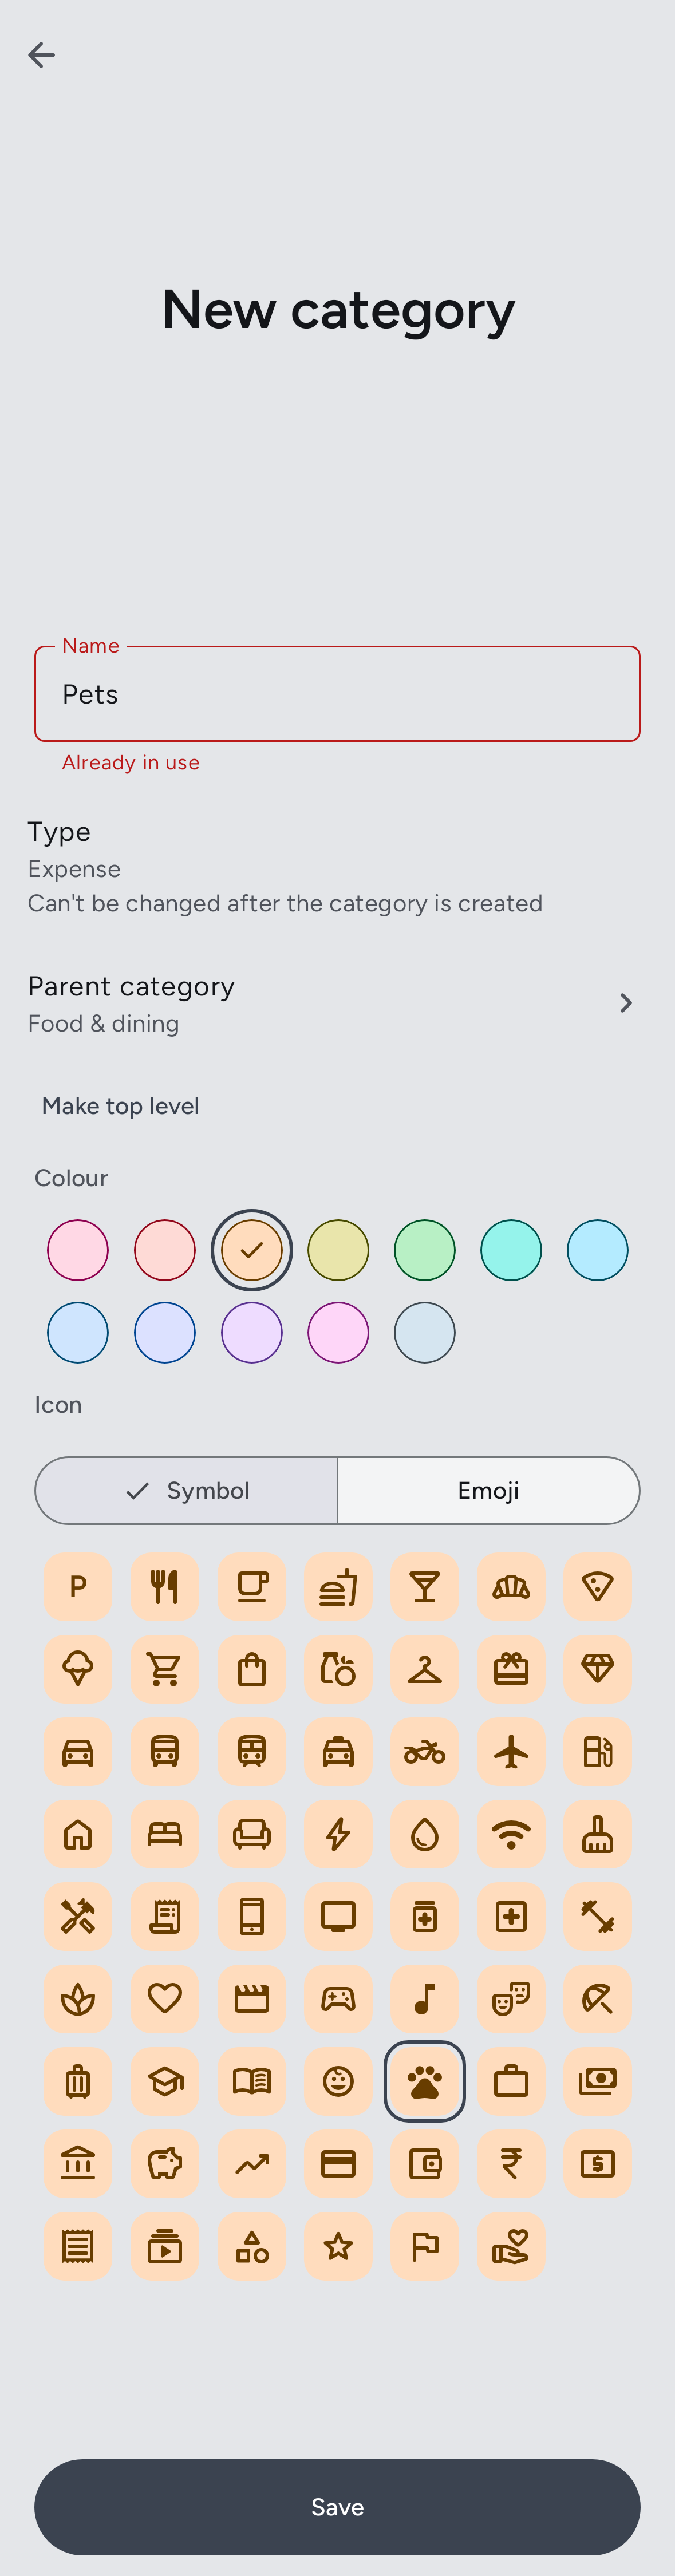 New category
Name
Pets
Already in use
Type
Expense
Can't be changed after the category is created
Parent category
Food & dining
Make top level
Colour
Icon
Symbol
Emoji
P
Save